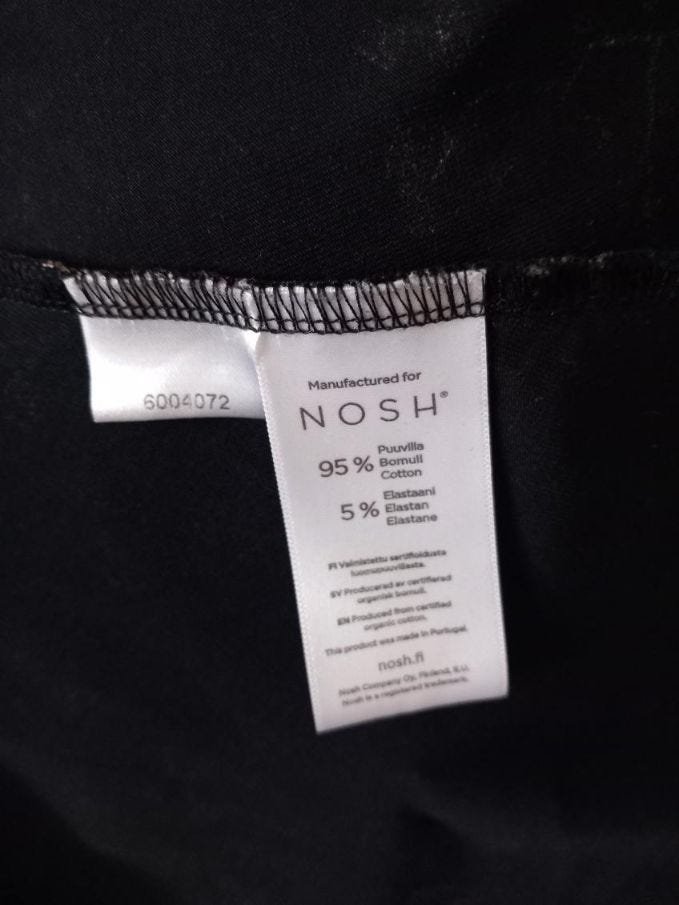 6004072
Manufactured for
NOSH®
95 % Puuvilla
Bomull
Cotton
5 % Elastaani
Elastan
Elastane
FI Valmistettu sertifioidusta
luomupuuvillasta.
SV Producerad av certifierad
organisk bomull.
EN Produced from certified
organic cotton.
This product was made in Portugal.
nosh.fi
Nosh Company Oy, Finland, E.U.
Nosh is a registered trademark.